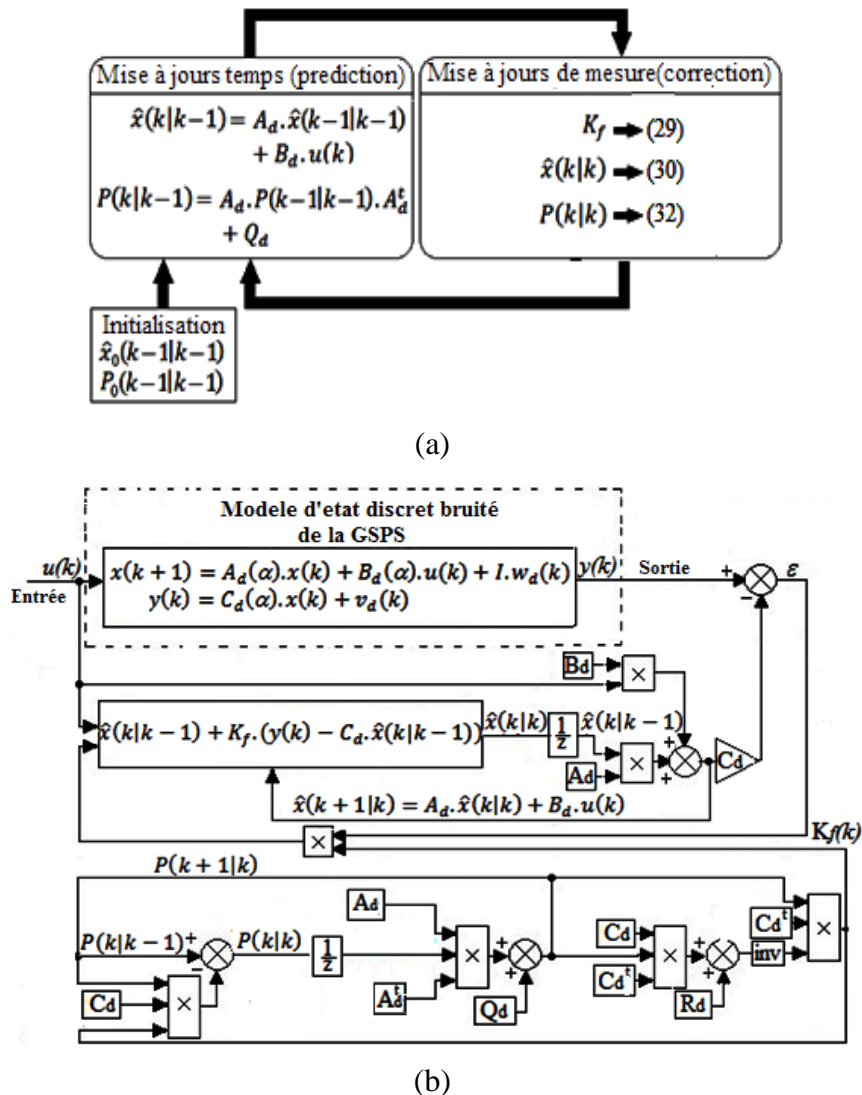 Mise à jours temps (prediction)
x̂(k|k−1) = A_d.x̂(k−1|k−1)
+ B_d.u(k)
P(k|k−1) = A_d.P(k−1|k−1).A_d^t
+ Q_d
Mise à jours de mesure(correction)
K_f ➡ (29)
x̂(k|k) ➡ (30)
P(k|k) ➡ (32)
Initialisation
x̂_0(k−1|k−1)
P_0(k−1|k−1)
(a)
Modele d'etat discret bruité
de la GSPS
u(k)
Entrée
x(k + 1) = A_d(α).x(k) + B_d(α).u(k) + I.w_d(k)
y(k) = C_d(α).x(k) + v_d(k)
y(k)
Sortie
+
−
ε
Bd
×
x̂(k|k−1) + K_f.(y(k) − C_d.x̂(k|k−1))
x̂(k|k)
1/z
x̂(k|k−1)
Ad
×
+
+
Cd
x̂(k + 1|k) = A_d.x̂(k|k) + B_d.u(k)
×
Kf(k)
P(k + 1|k)
P(k|k−1)
+
−
P(k|k)
1/z
Cd
×
Ad
A_d^t
×
+
+
Qd
Cd
Cd^t
×
+
+
Rd
inv
Cd^t
×
(b)